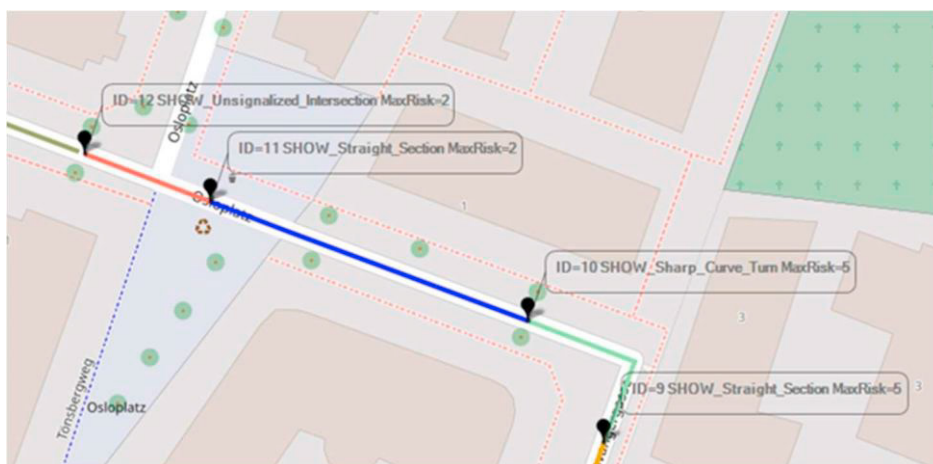 Osloplatz
ID=12 SHOW_Unsignalized_Intersection MaxRisk=2
ID=11 SHOW_Straight_Section MaxRisk=2
Osloplatz
1
ID=10 SHOW_Sharp_Curve_Turn MaxRisk=5
3
ID=9 SHOW_Straight_Section MaxRisk=5
3
Tönsbergweg
Osloplatz